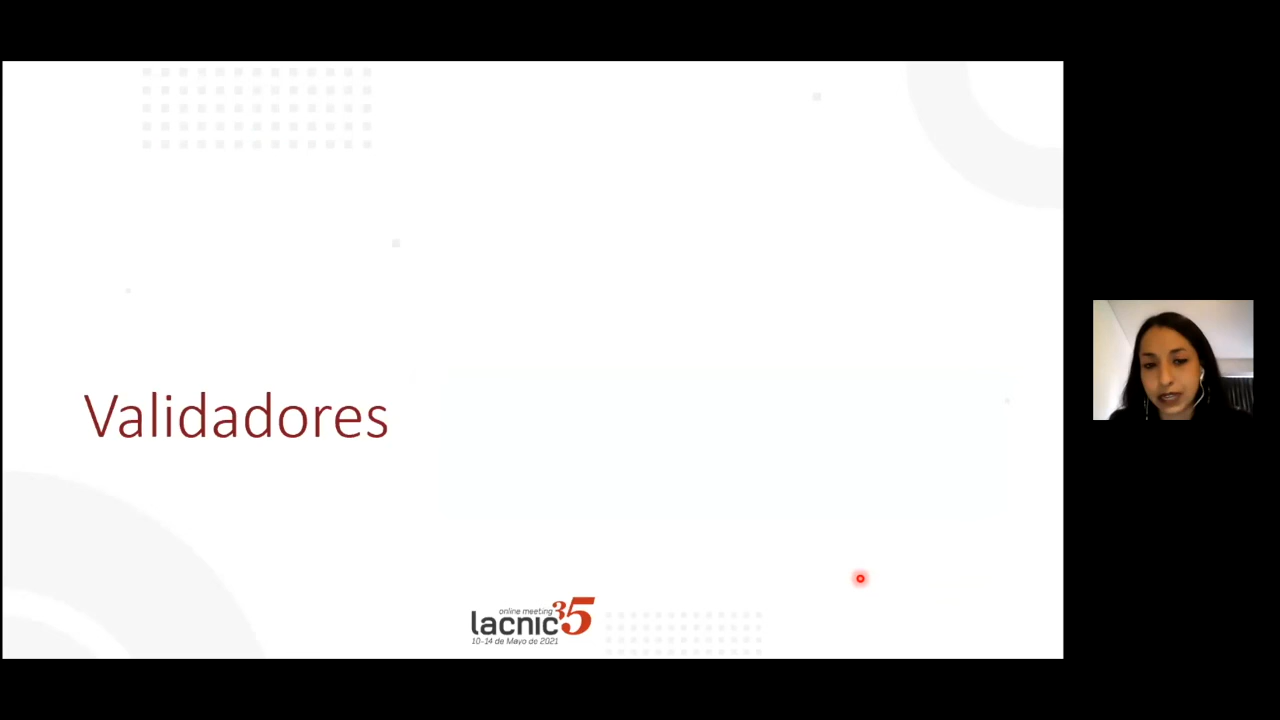 Validadores
online meeting
lacnic35
10-14 de Mayo de 2021